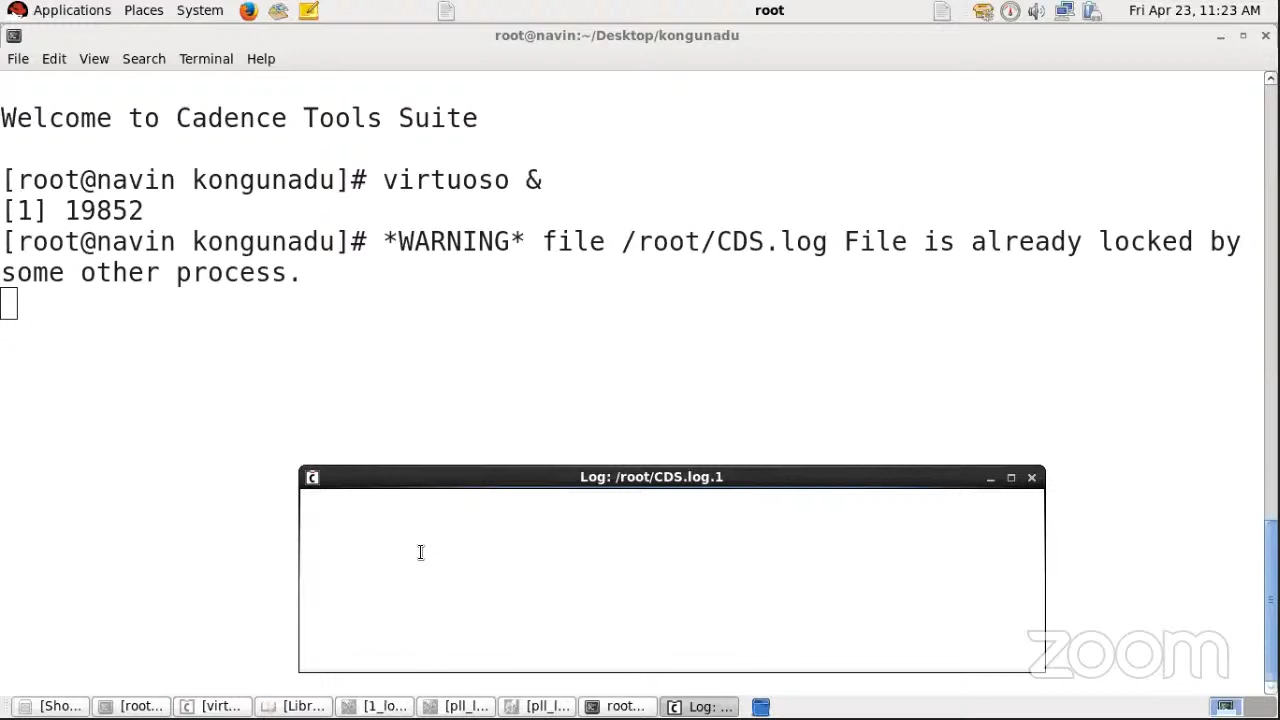 Applications Places System root Fri Apr 23, 11:23 AM
root@navin:~/Desktop/kongunadu
File Edit View Search Terminal Help
Welcome to Cadence Tools Suite
[root@navin kongunadu]# virtuoso &
[1] 19852
[root@navin kongunadu]# *WARNING* file /root/CDS.log File is already locked by
some other process.
Log: /root/CDS.log.1
zoom
[Sho... [root... [virt... [Libr... [1_lo... [pll_l... [pll_l... root... Log: ...